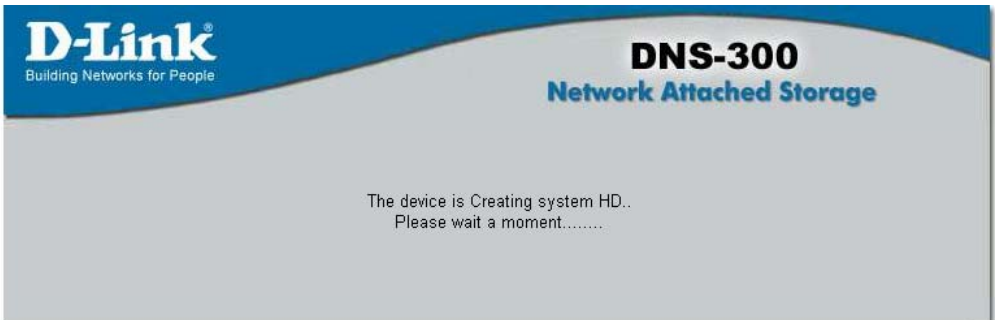 D-Link®
Building Networks for People
DNS-300
Network Attached Storage
The device is Creating system HD..
Please wait a moment........